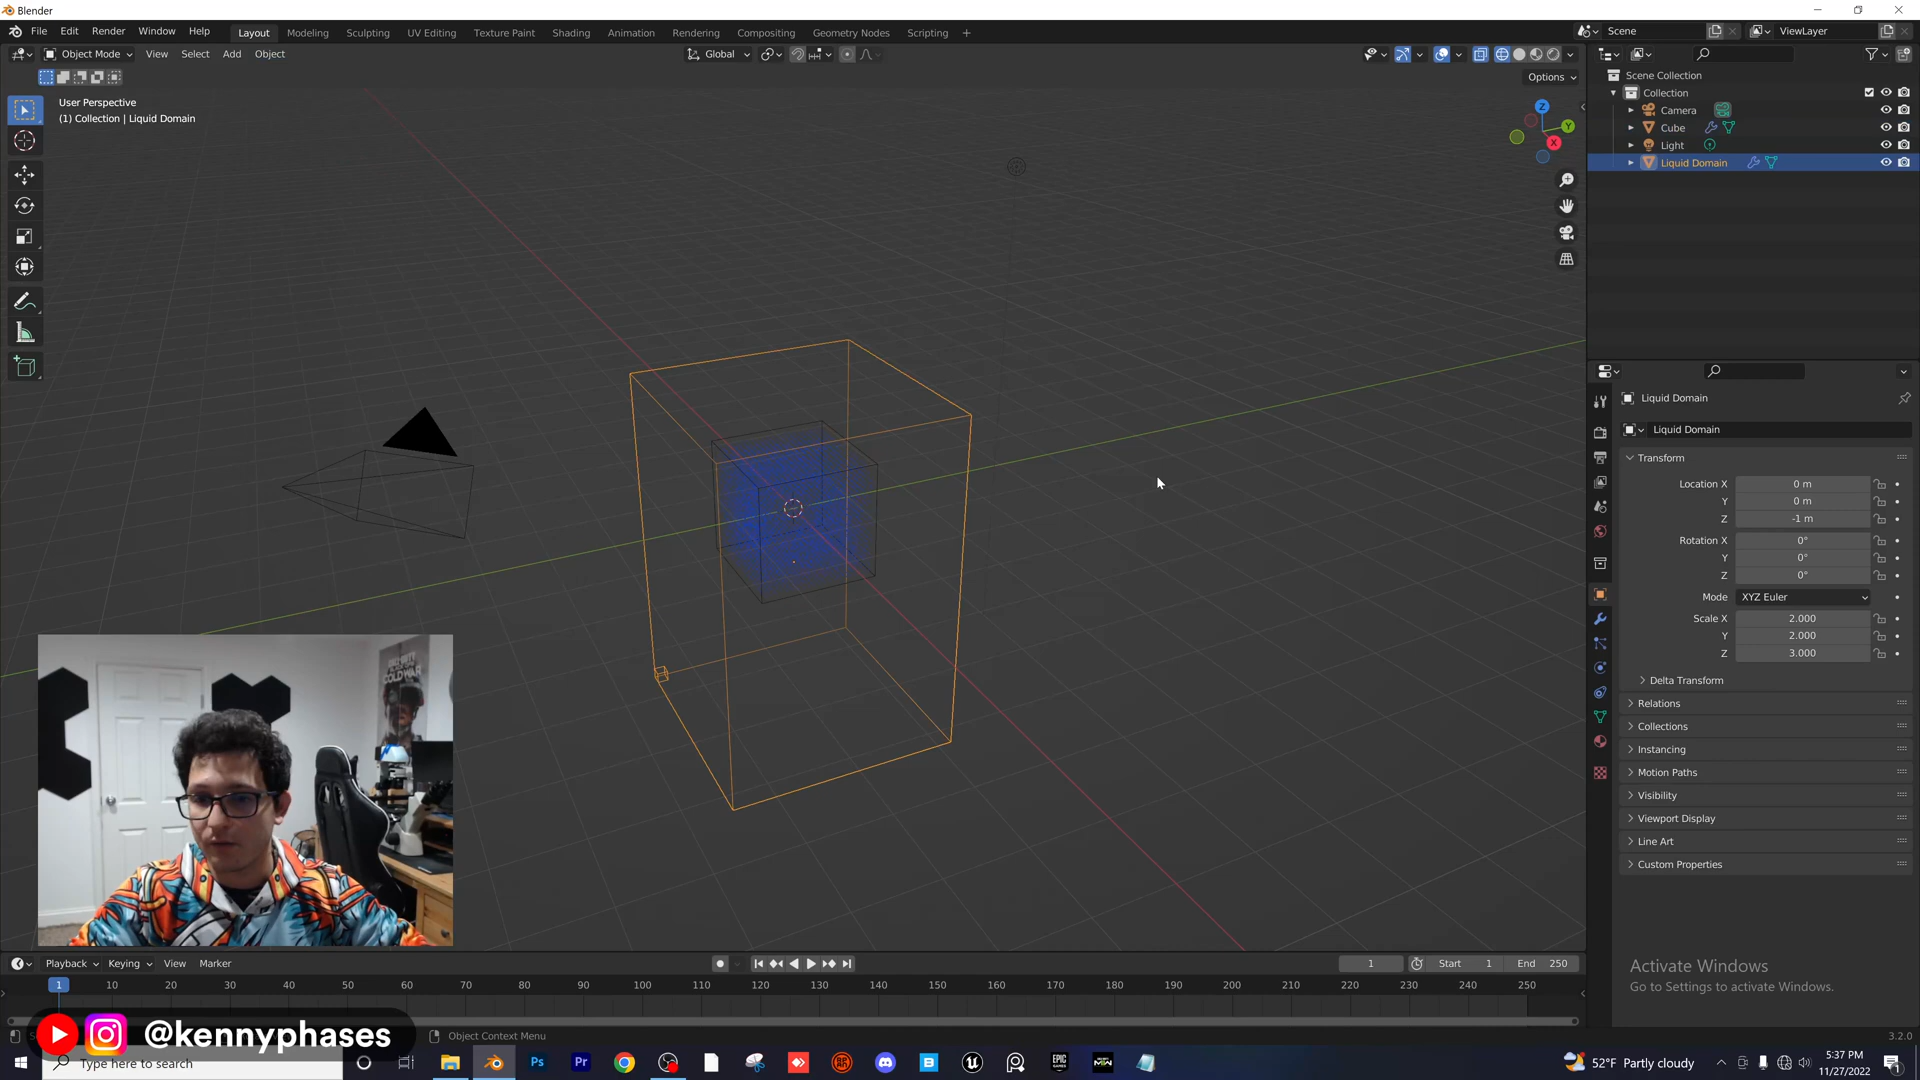 Blender
File Edit Render Window Help Layout Modeling Sculpting UV Editing Texture Paint Shading Animation Rendering Compositing Geometry Nodes Scripting + Scene ViewLayer
Object Mode View Select Add Object Global
Options
User Perspective
(1) Collection | Liquid Domain
Z
Y
X
Scene Collection
Collection
Camera
Cube
Light
Liquid Domain
Liquid Domain
Liquid Domain
Transform
Location X 0 m
Y 0 m
Z -1 m
Rotation X 0°
Y 0°
Z 0°
Mode XYZ Euler
Scale X 2.000
Y 2.000
Z 3.000
Delta Transform
Relations
Collections
Instancing
Motion Paths
Visibility
Viewport Display
Line Art
Custom Properties
Activate Windows
Go to Settings to activate Windows.
COLD WAR
Playback Keying View Marker 1 Start 1 End 250
1 10 20 30 40 50 60 70 80 90 100 110 120 130 140 150 160 170 180 190 200 210 220 230 240 250
@kennyphases
Object Context Menu
3.2.0
Type here to search
Ps Pr B
EPIC GAMES
52°F Partly cloudy
5:37 PM
11/27/2022
1